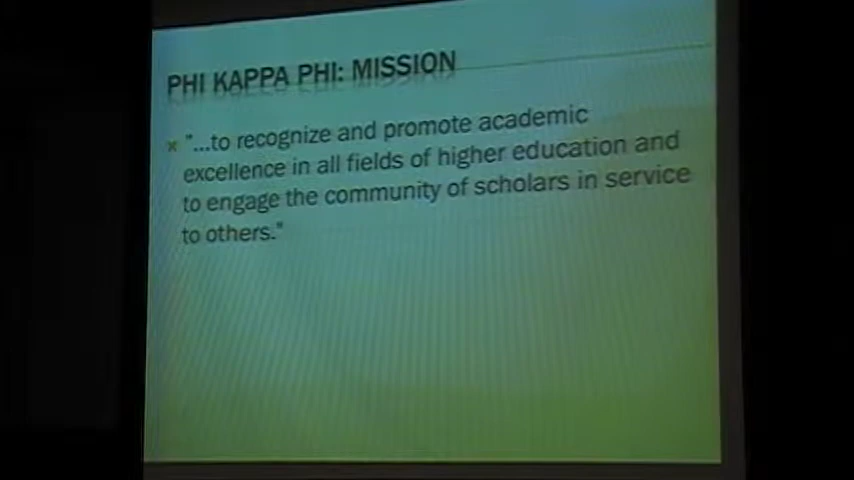 PHI KAPPA PHI: MISSION
"...to recognize and promote academic
excellence in all fields of higher education and
to engage the community of scholars in service
to others."